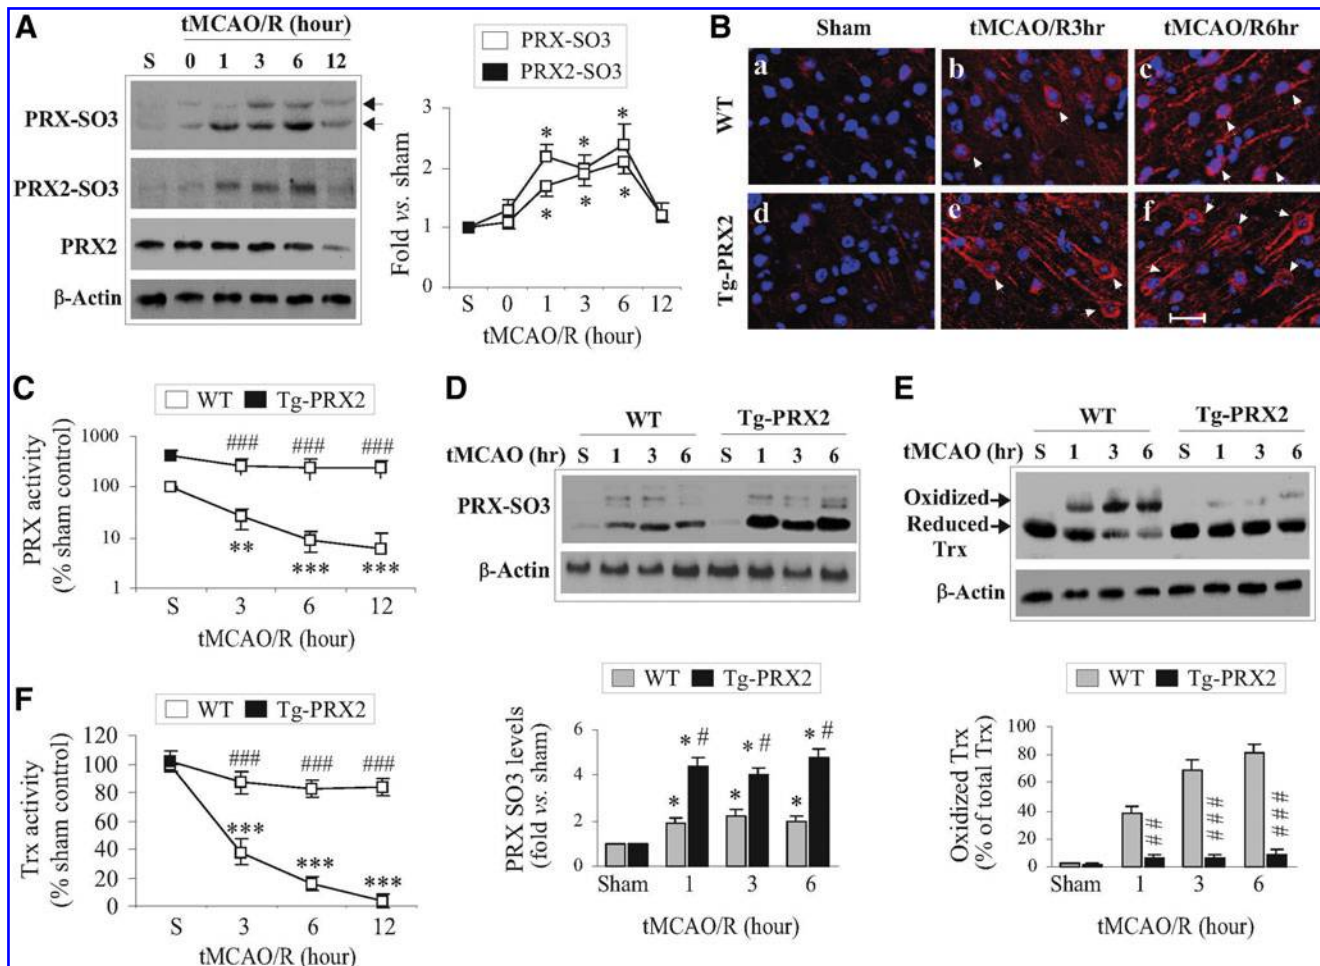 A
tMCAO/R (hour)
S 0 1 3 6 12
PRX-SO3
PRX2-SO3
PRX2
β-Actin
PRX-SO3
PRX2-SO3
Fold vs. sham
3
2
1
0
* * *
* * *
S 0 1 3 6 12
tMCAO/R (hour)
B
Sham tMCAO/R3hr tMCAO/R6hr
WT
a b c
Tg-PRX2
d e f
C
WT Tg-PRX2
PRX activity
(% sham control)
1000
100
10
1
### ### ###
** *** ***
S 3 6 12
tMCAO/R (hour)
D
WT Tg-PRX2
tMCAO (hr) S 1 3 6 S 1 3 6
PRX-SO3
β-Actin
WT Tg-PRX2
PRX SO3 levels
(fold vs. sham)
6
4
2
0
* * # * * # * * #
Sham 1 3 6
tMCAO/R (hour)
E
WT Tg-PRX2
tMCAO (hr) S 1 3 6 S 1 3 6
Oxidized
Reduced
Trx
β-Actin
WT Tg-PRX2
Oxidized Trx
(% of total Trx)
80
60
40
20
0
## ### ###
Sham 1 3 6
tMCAO/R (hour)
F
WT Tg-PRX2
Trx activity
(% sham control)
120
100
80
60
40
20
0
### ### ###
*** *** ***
S 3 6 12
tMCAO/R (hour)